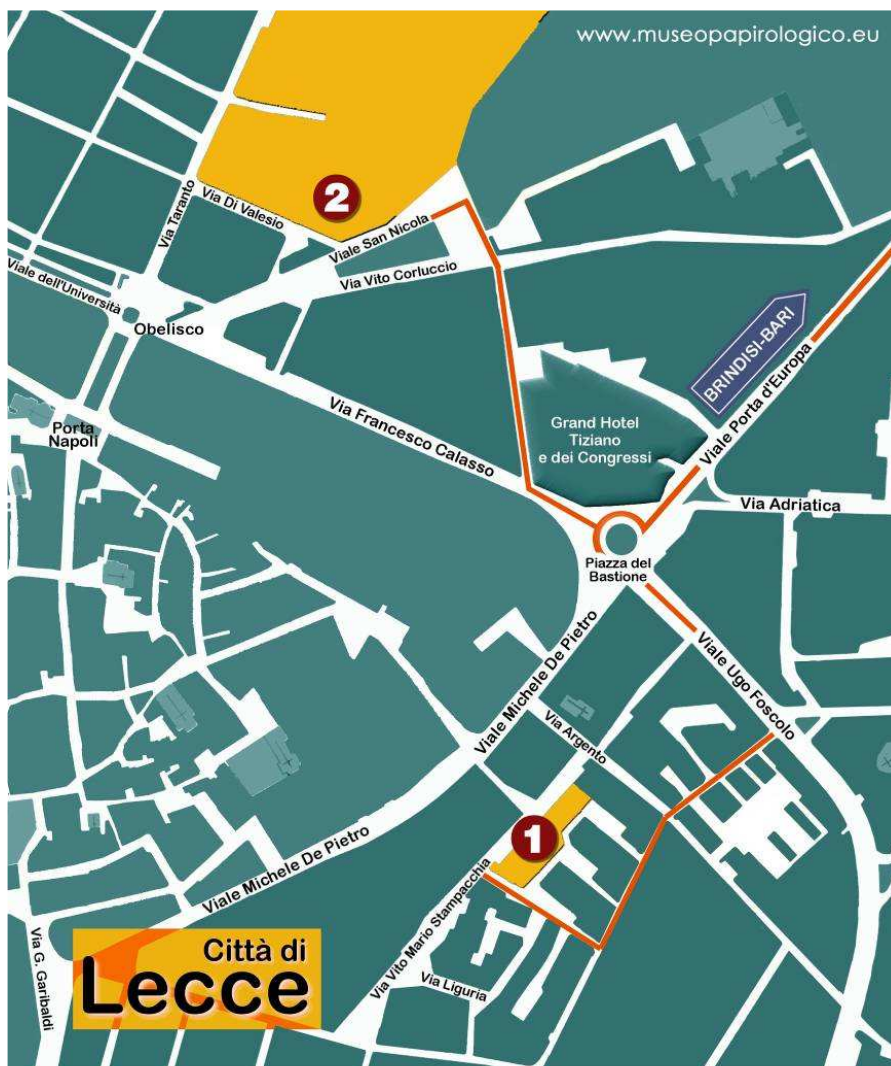 www.museopapirologico.eu
2
Via Taranto
Via Di Valesio
Viale San Nicola
Via Vito Corluccio
Viale dell'Università
Obelisco
BRINDISI-BARI
Viale Porta d'Europa
Via Francesco Calasso
Porta
Napoli
Grand Hotel
Tiziano
e dei Congressi
Via Adriatica
Piazza del
Bastione
Viale Michele De Pietro
Viale Ugo Foscolo
Via Argento
1
Viale Michele De Pietro
Via Vito Mario Stampacchia
Via Liguria
Via G. Garibaldi
Città di
Lecce